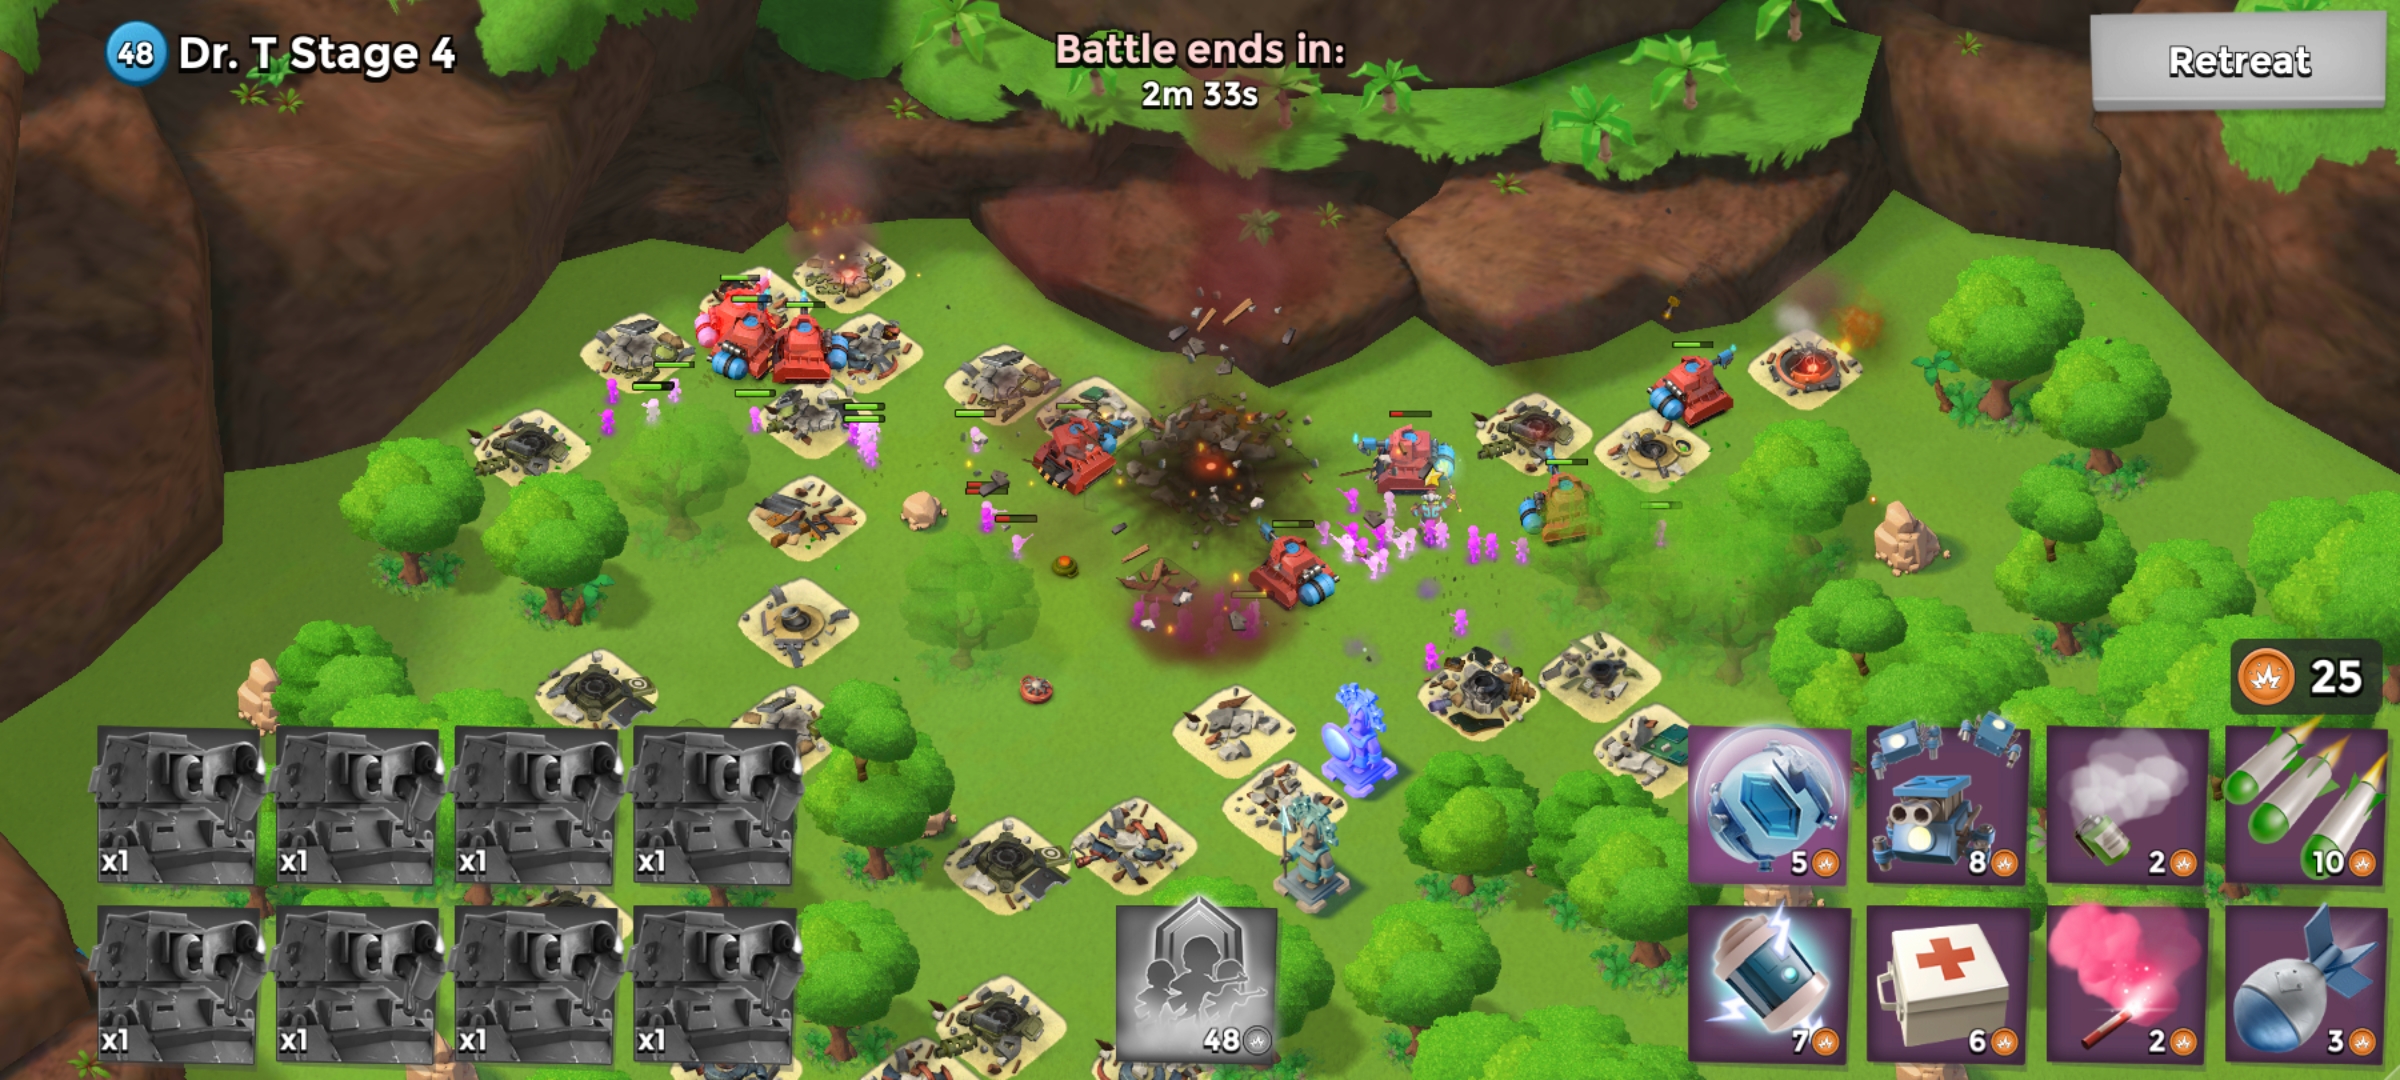 48 Dr. T Stage 4
Battle ends in:
2m 33s
Retreat
25
x1 x1 x1 x1
5 8 2 10
x1 x1 x1 x1
48
7 6 2 3